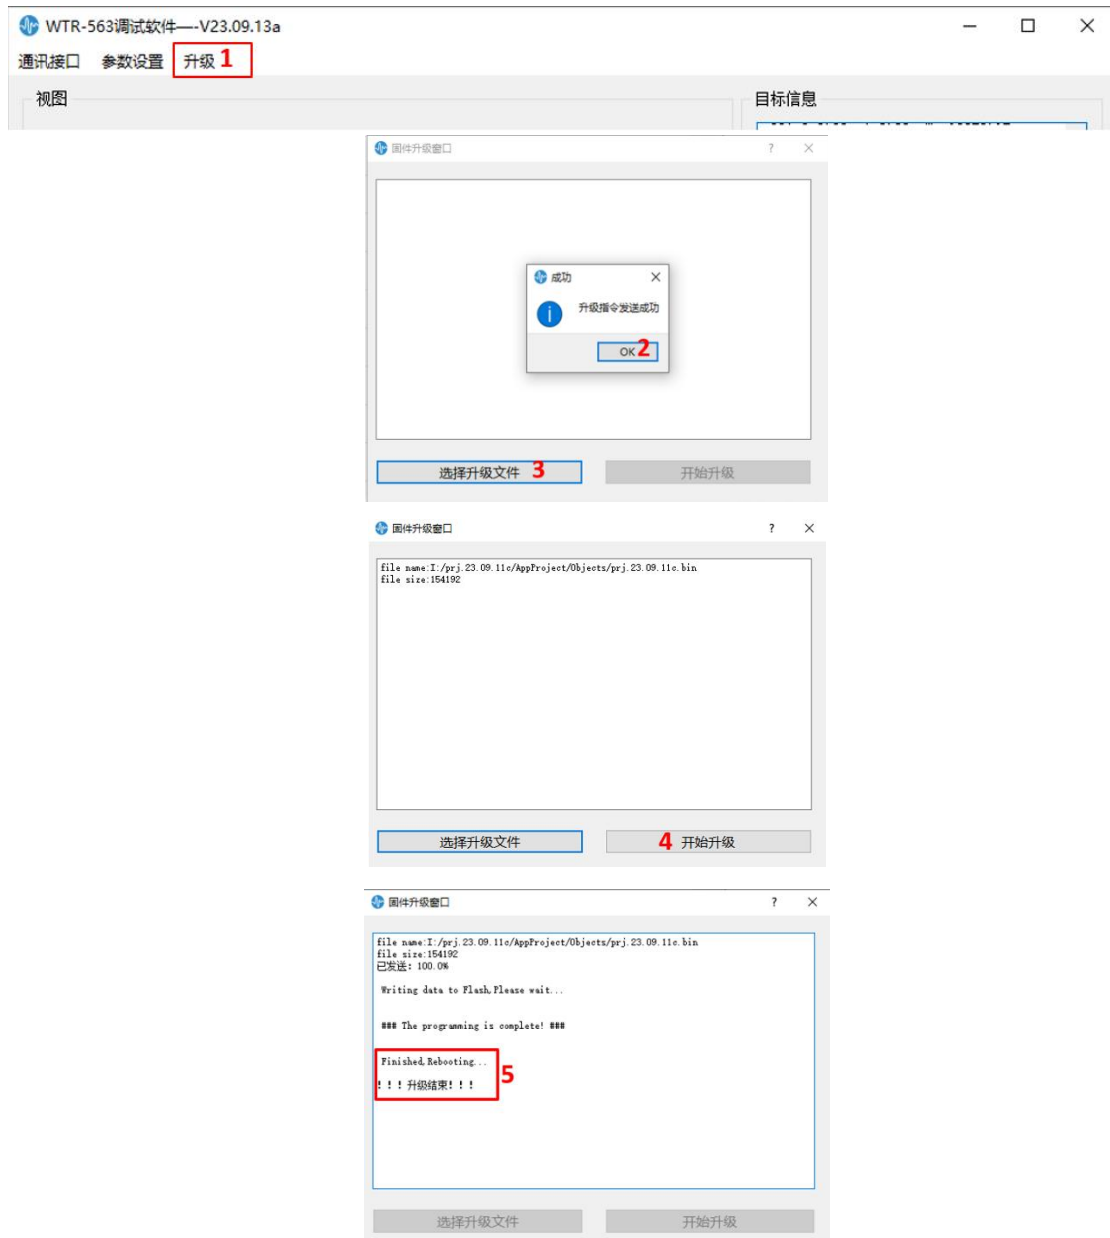 WTR-563调试软件—-V23.09.13a
通讯接口 参数设置 升级 1
视图
目标信息
固件升级窗口
成功
升级指令发送成功
OK 2
选择升级文件 3
开始升级
固件升级窗口
file name:I:/prj.23.09.11c/AppProject/Objects/prj.23.09.11c.bin
file size:154192
选择升级文件
4 开始升级
固件升级窗口
file name:I:/prj.23.09.11c/AppProject/Objects/prj.23.09.11c.bin
file size:154192
已发送：100.0%
Writing data to Flash,Please wait...
### The programming is complete! ###
Finished,Rebooting...
！！！升级结束！！！
5
选择升级文件
开始升级